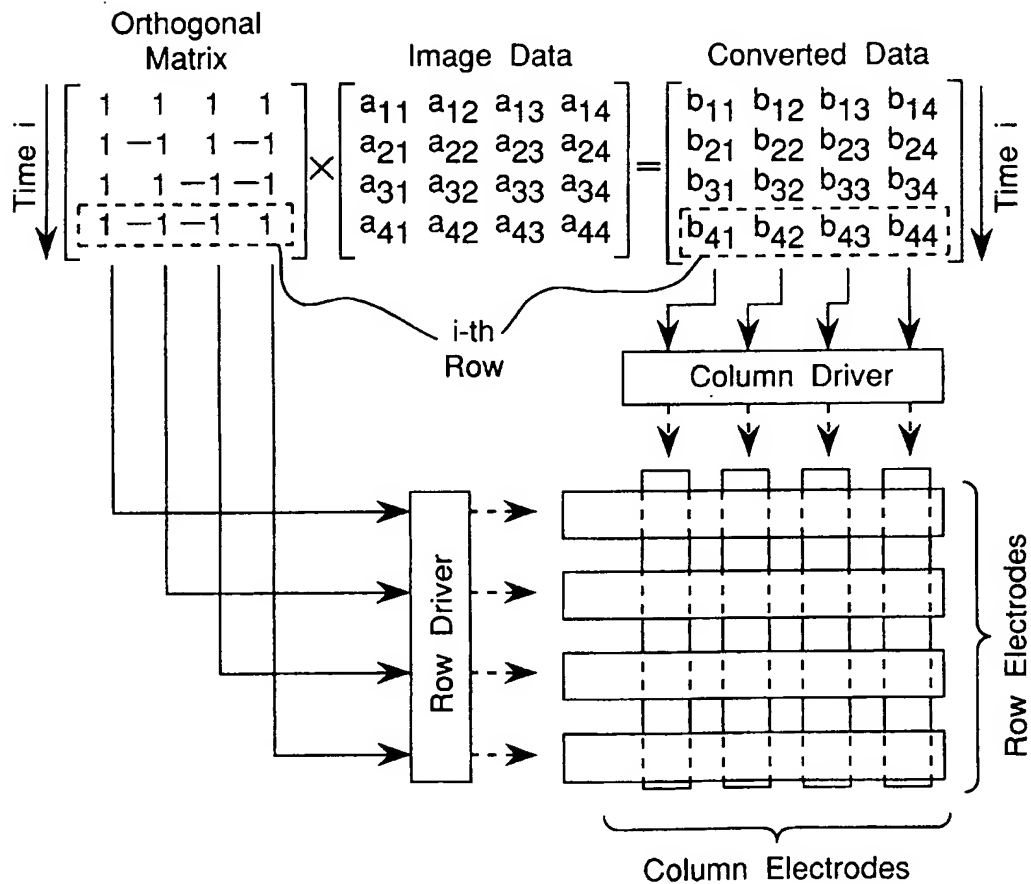 Orthogonal
Matrix
Image Data
Converted Data
Time i
1 1 1 1
1 −1 1 −1
1 1 −1 −1
1 −1 −1 1
×
a11 a12 a13 a14
a21 a22 a23 a24
a31 a32 a33 a34
a41 a42 a43 a44
=
b11 b12 b13 b14
b21 b22 b23 b24
b31 b32 b33 b34
b41 b42 b43 b44
Time i
i-th
Row
Column Driver
Row Driver
Row Electrodes
Column Electrodes